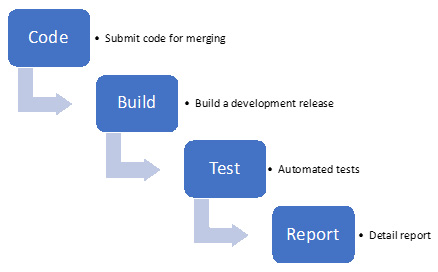 Code
• Submit code for merging
Build
• Build a development release
Test
• Automated tests
Report
• Detail report